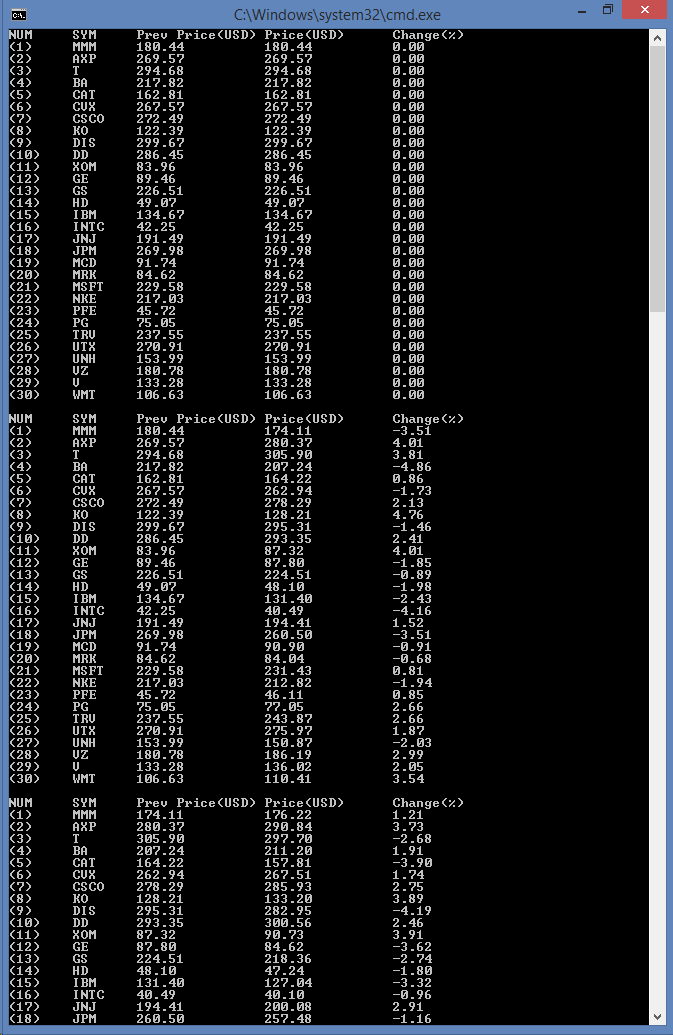 C:\Windows\system32\cmd.exe
NUM SYM Prev Price(USD) Price(USD) Change(%)
(1) MMM 180.44 180.44 0.00
(2) AXP 269.57 269.57 0.00
(3) T 294.68 294.68 0.00
(4) BA 217.82 217.82 0.00
(5) CAT 162.81 162.81 0.00
(6) CVX 267.57 267.57 0.00
(7) CSCO 272.49 272.49 0.00
(8) KO 122.39 122.39 0.00
(9) DIS 299.67 299.67 0.00
(10) DD 286.45 286.45 0.00
(11) XOM 83.96 83.96 0.00
(12) GE 89.46 89.46 0.00
(13) GS 226.51 226.51 0.00
(14) HD 49.07 49.07 0.00
(15) IBM 134.67 134.67 0.00
(16) INTC 42.25 42.25 0.00
(17) JNJ 191.49 191.49 0.00
(18) JPM 269.98 269.98 0.00
(19) MCD 91.74 91.74 0.00
(20) MRK 84.62 84.62 0.00
(21) MSFT 229.58 229.58 0.00
(22) NKE 217.03 217.03 0.00
(23) PFE 45.72 45.72 0.00
(24) PG 75.05 75.05 0.00
(25) TRV 237.55 237.55 0.00
(26) UTX 270.91 270.91 0.00
(27) UNH 153.99 153.99 0.00
(28) VZ 180.78 180.78 0.00
(29) V 133.28 133.28 0.00
(30) WMT 106.63 106.63 0.00
NUM SYM Prev Price(USD) Price(USD) Change(%)
(1) MMM 180.44 174.11 -3.51
(2) AXP 269.57 280.37 4.01
(3) T 294.68 305.90 3.81
(4) BA 217.82 207.24 -4.86
(5) CAT 162.81 164.22 0.86
(6) CVX 267.57 262.94 -1.73
(7) CSCO 272.49 278.29 2.13
(8) KO 122.39 128.21 4.76
(9) DIS 299.67 295.31 -1.46
(10) DD 286.45 293.35 2.41
(11) XOM 83.96 87.32 4.01
(12) GE 89.46 87.80 -1.85
(13) GS 226.51 224.51 -0.89
(14) HD 49.07 48.10 -1.98
(15) IBM 134.67 131.40 -2.43
(16) INTC 42.25 40.49 -4.16
(17) JNJ 191.49 194.41 1.52
(18) JPM 269.98 260.50 -3.51
(19) MCD 91.74 90.90 -0.91
(20) MRK 84.62 84.04 -0.68
(21) MSFT 229.58 231.43 0.81
(22) NKE 217.03 212.82 -1.94
(23) PFE 45.72 46.11 0.85
(24) PG 75.05 77.05 2.66
(25) TRV 237.55 243.87 2.66
(26) UTX 270.91 275.97 1.87
(27) UNH 153.99 150.87 -2.03
(28) VZ 180.78 186.19 2.99
(29) V 133.28 136.02 2.05
(30) WMT 106.63 110.41 3.54
NUM SYM Prev Price(USD) Price(USD) Change(%)
(1) MMM 174.11 176.22 1.21
(2) AXP 280.37 290.84 3.73
(3) T 305.90 297.70 -2.68
(4) BA 207.24 211.20 1.91
(5) CAT 164.22 157.81 -3.90
(6) CVX 262.94 267.51 1.74
(7) CSCO 278.29 285.93 2.75
(8) KO 128.21 133.20 3.89
(9) DIS 295.31 282.95 -4.19
(10) DD 293.35 300.56 2.46
(11) XOM 87.32 90.73 3.91
(12) GE 87.80 84.62 -3.62
(13) GS 224.51 218.36 -2.74
(14) HD 48.10 47.24 -1.80
(15) IBM 131.40 127.04 -3.32
(16) INTC 40.49 40.10 -0.96
(17) JNJ 194.41 200.08 2.91
(18) JPM 260.50 257.48 -1.16